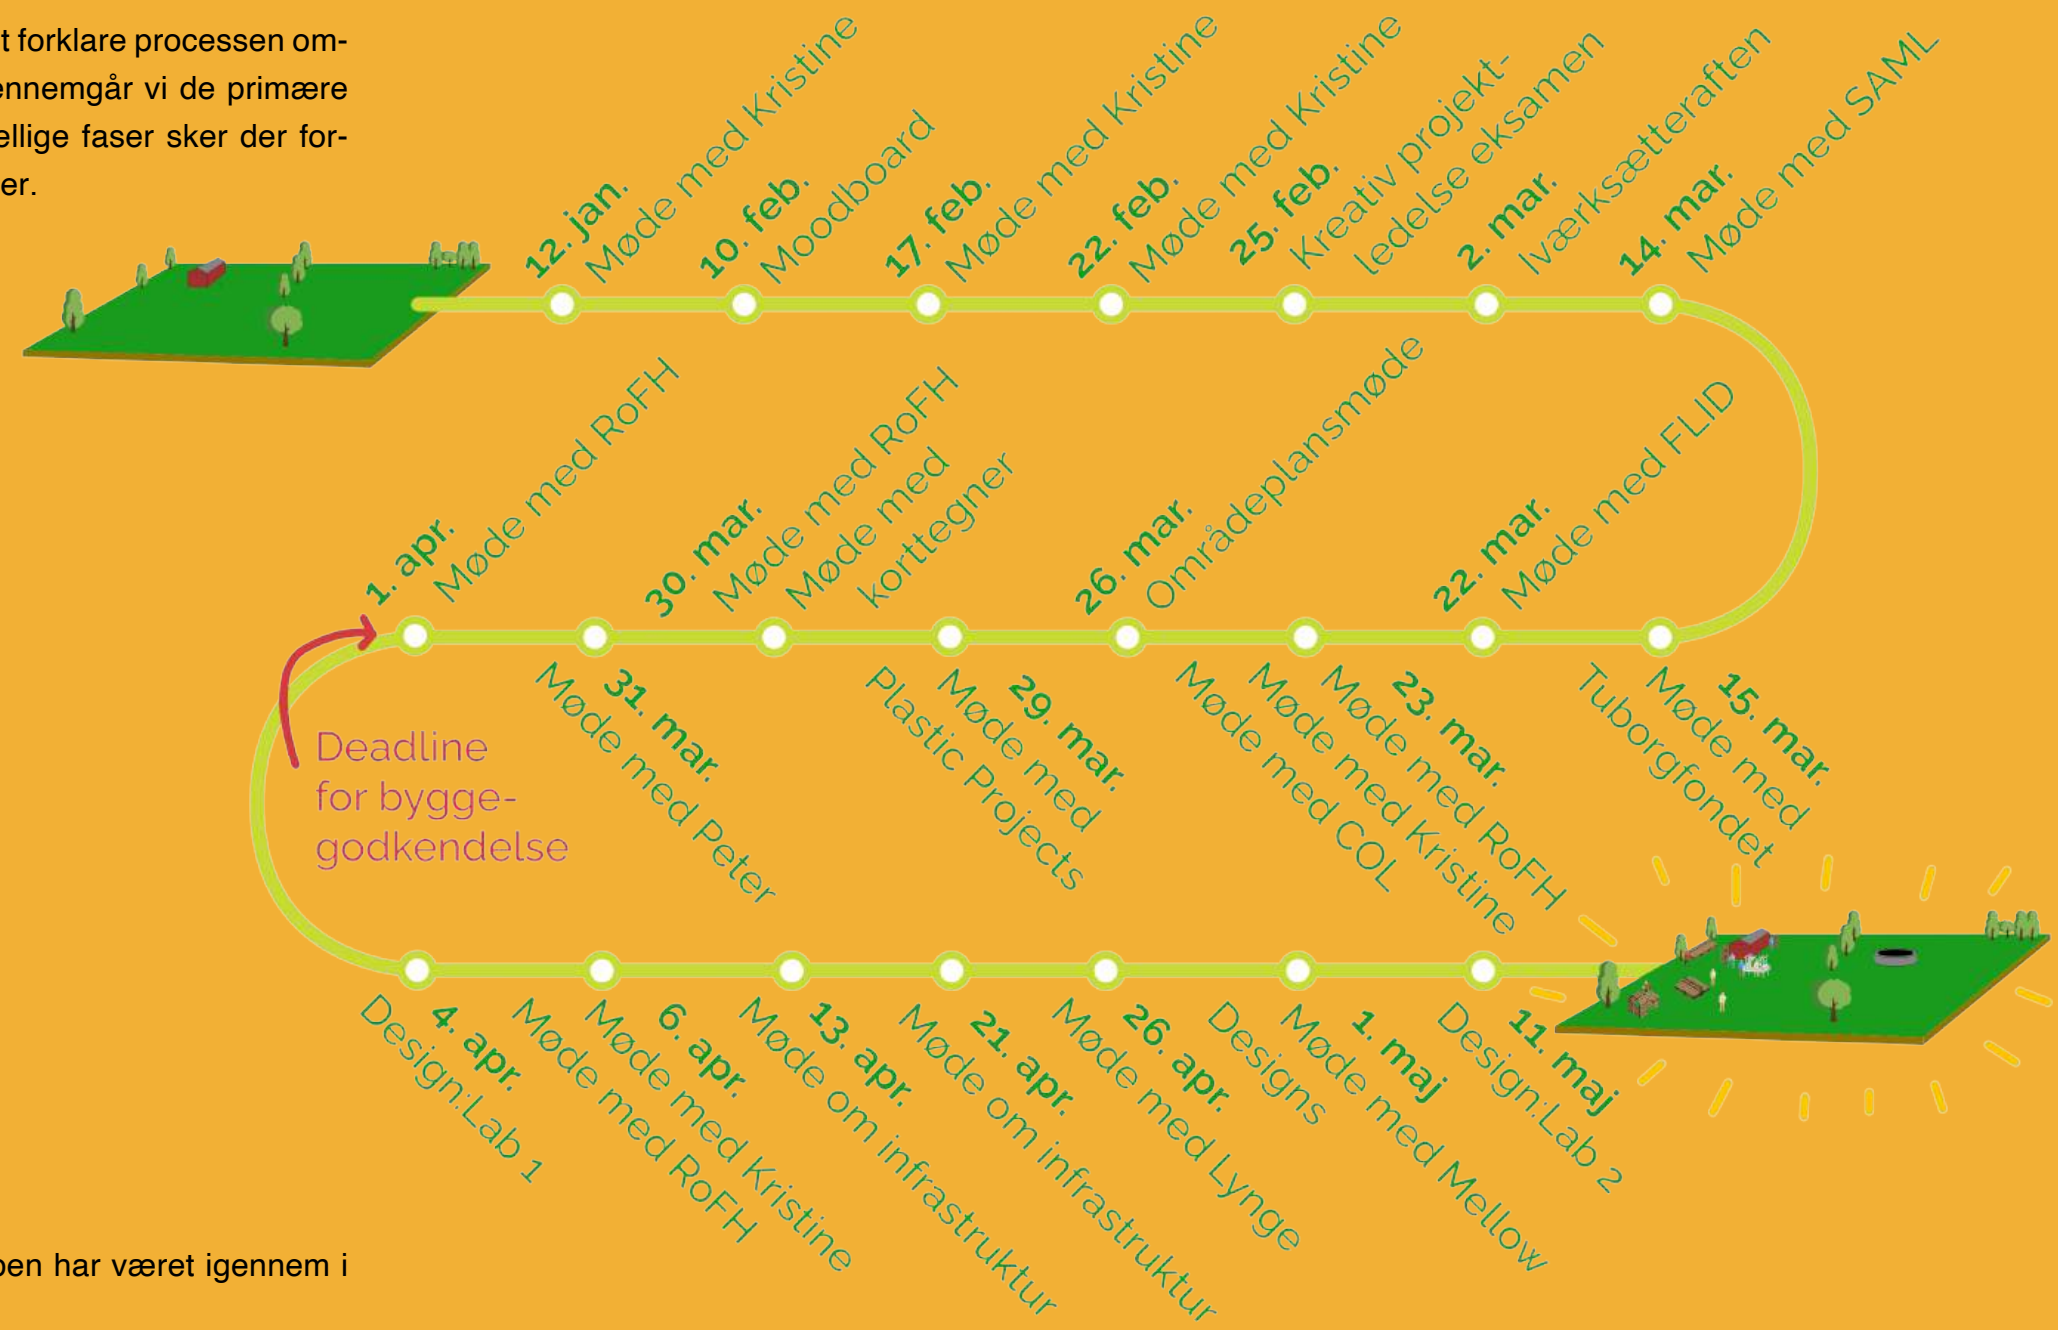 t forklare processen om-
ennemgår vi de primære
ellige faser sker der for-
er.
12. jan.
Møde med Kristine
10. feb.
Moodboard
17. feb.
Møde med Kristine
22. feb.
Møde med Kristine
25. feb.
Kreativ projekt-
ledelse eksamen
2. mar.
Iværksætteraften
14. mar.
Møde med SAML
15. mar.
Møde med
Tuborgfondet
22. mar.
Møde med FLID
23. mar.
Møde med RoFH
Møde med Kristine
Møde med COL
26. mar.
Områdeplansmøde
29. mar.
Møde med
Plastic Projects
30. mar.
Møde med RoFH
Møde med
korttegner
31. mar.
Møde med Peter
1. apr.
Møde med RoFH
Deadline
for bygge-
godkendelse
4. apr.
Design:Lab 1
6. apr.
Møde med Kristine
Møde med RoFH
13. apr.
Møde om infrastruktur
21. apr.
Møde om infrastruktur
26. apr.
Møde med Lynge
1. maj
Møde med Mellow
Designs
11. maj
Design:Lab 2
pen har været igennem i